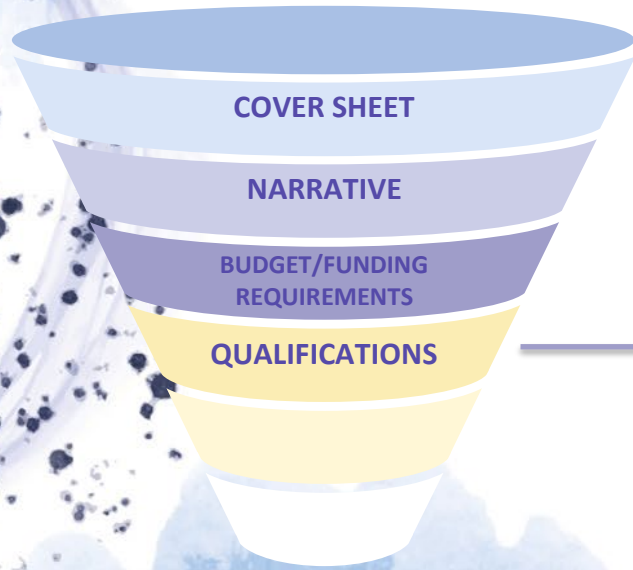 COVER SHEET
NARRATIVE
BUDGET/FUNDING
REQUIREMENTS
QUALIFICATIONS